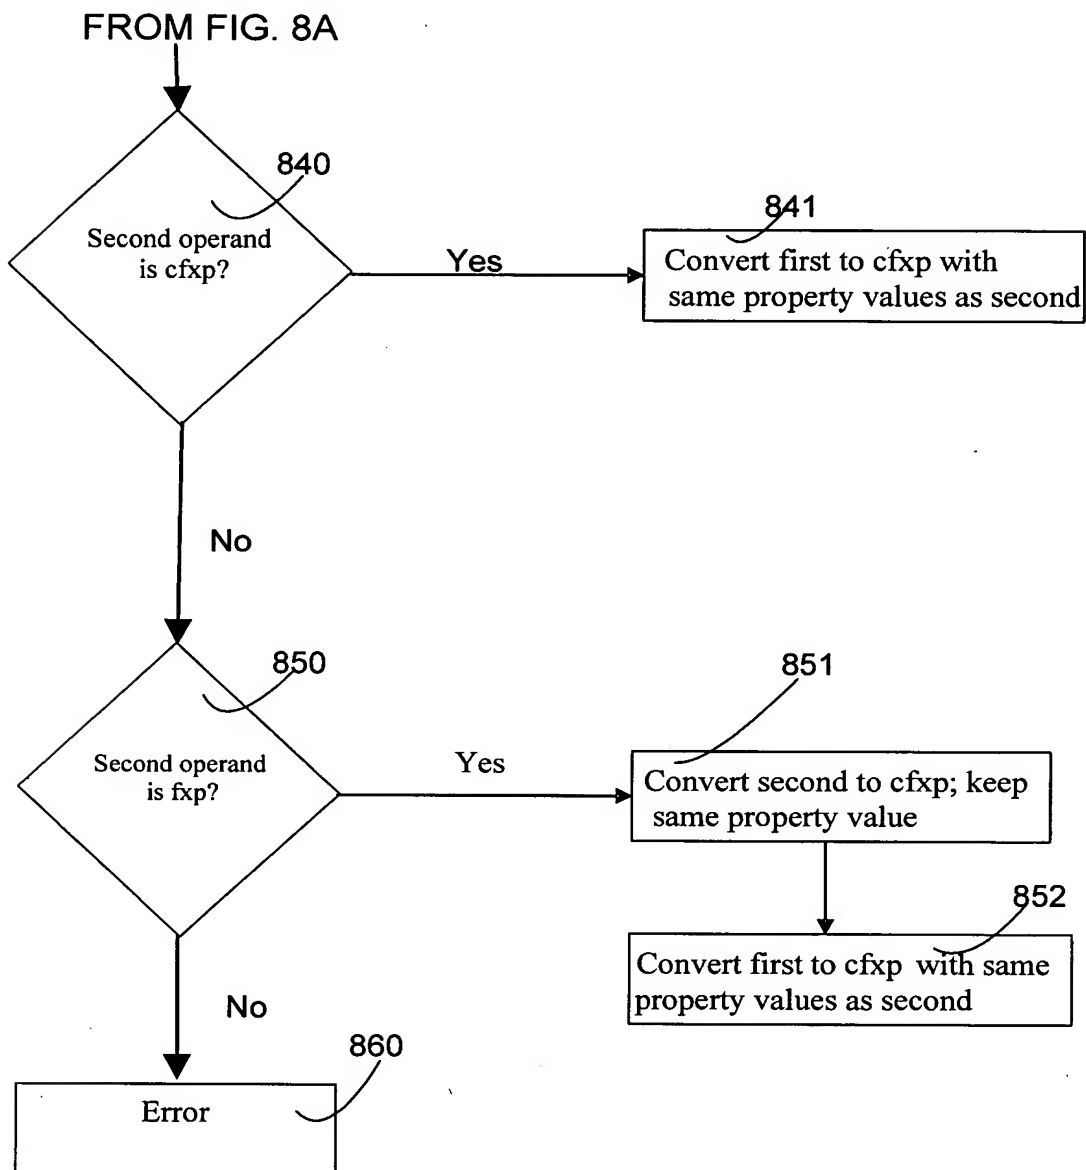 FROM FIG. 8A
840
Second operand
is cfxp?
Yes
841
Convert first to cfxp with
same property values as second
No
850
Second operand
is fxp?
Yes
851
Convert second to cfxp; keep
same property value
852
Convert first to cfxp with same
property values as second
No
860
Error